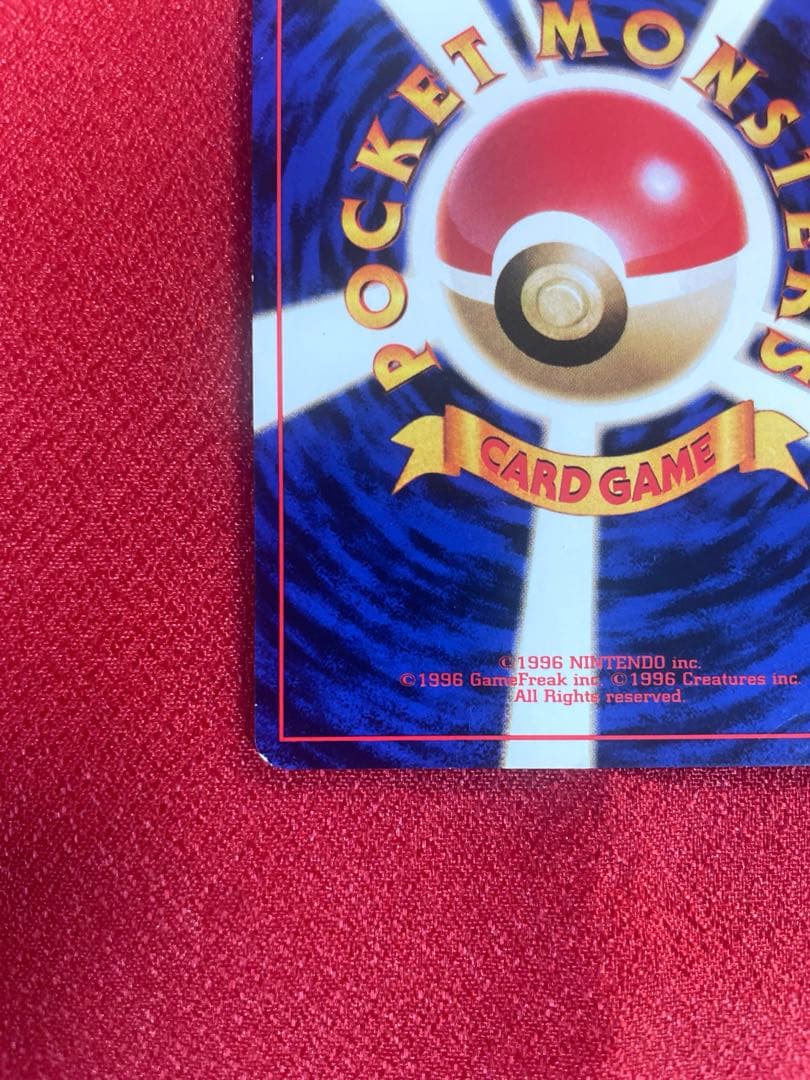 POCKET MONSTERS
CARD GAME
©1996 NINTENDO inc.
©1996 GameFreak inc. ©1996 Creatures inc.
All Rights reserved.